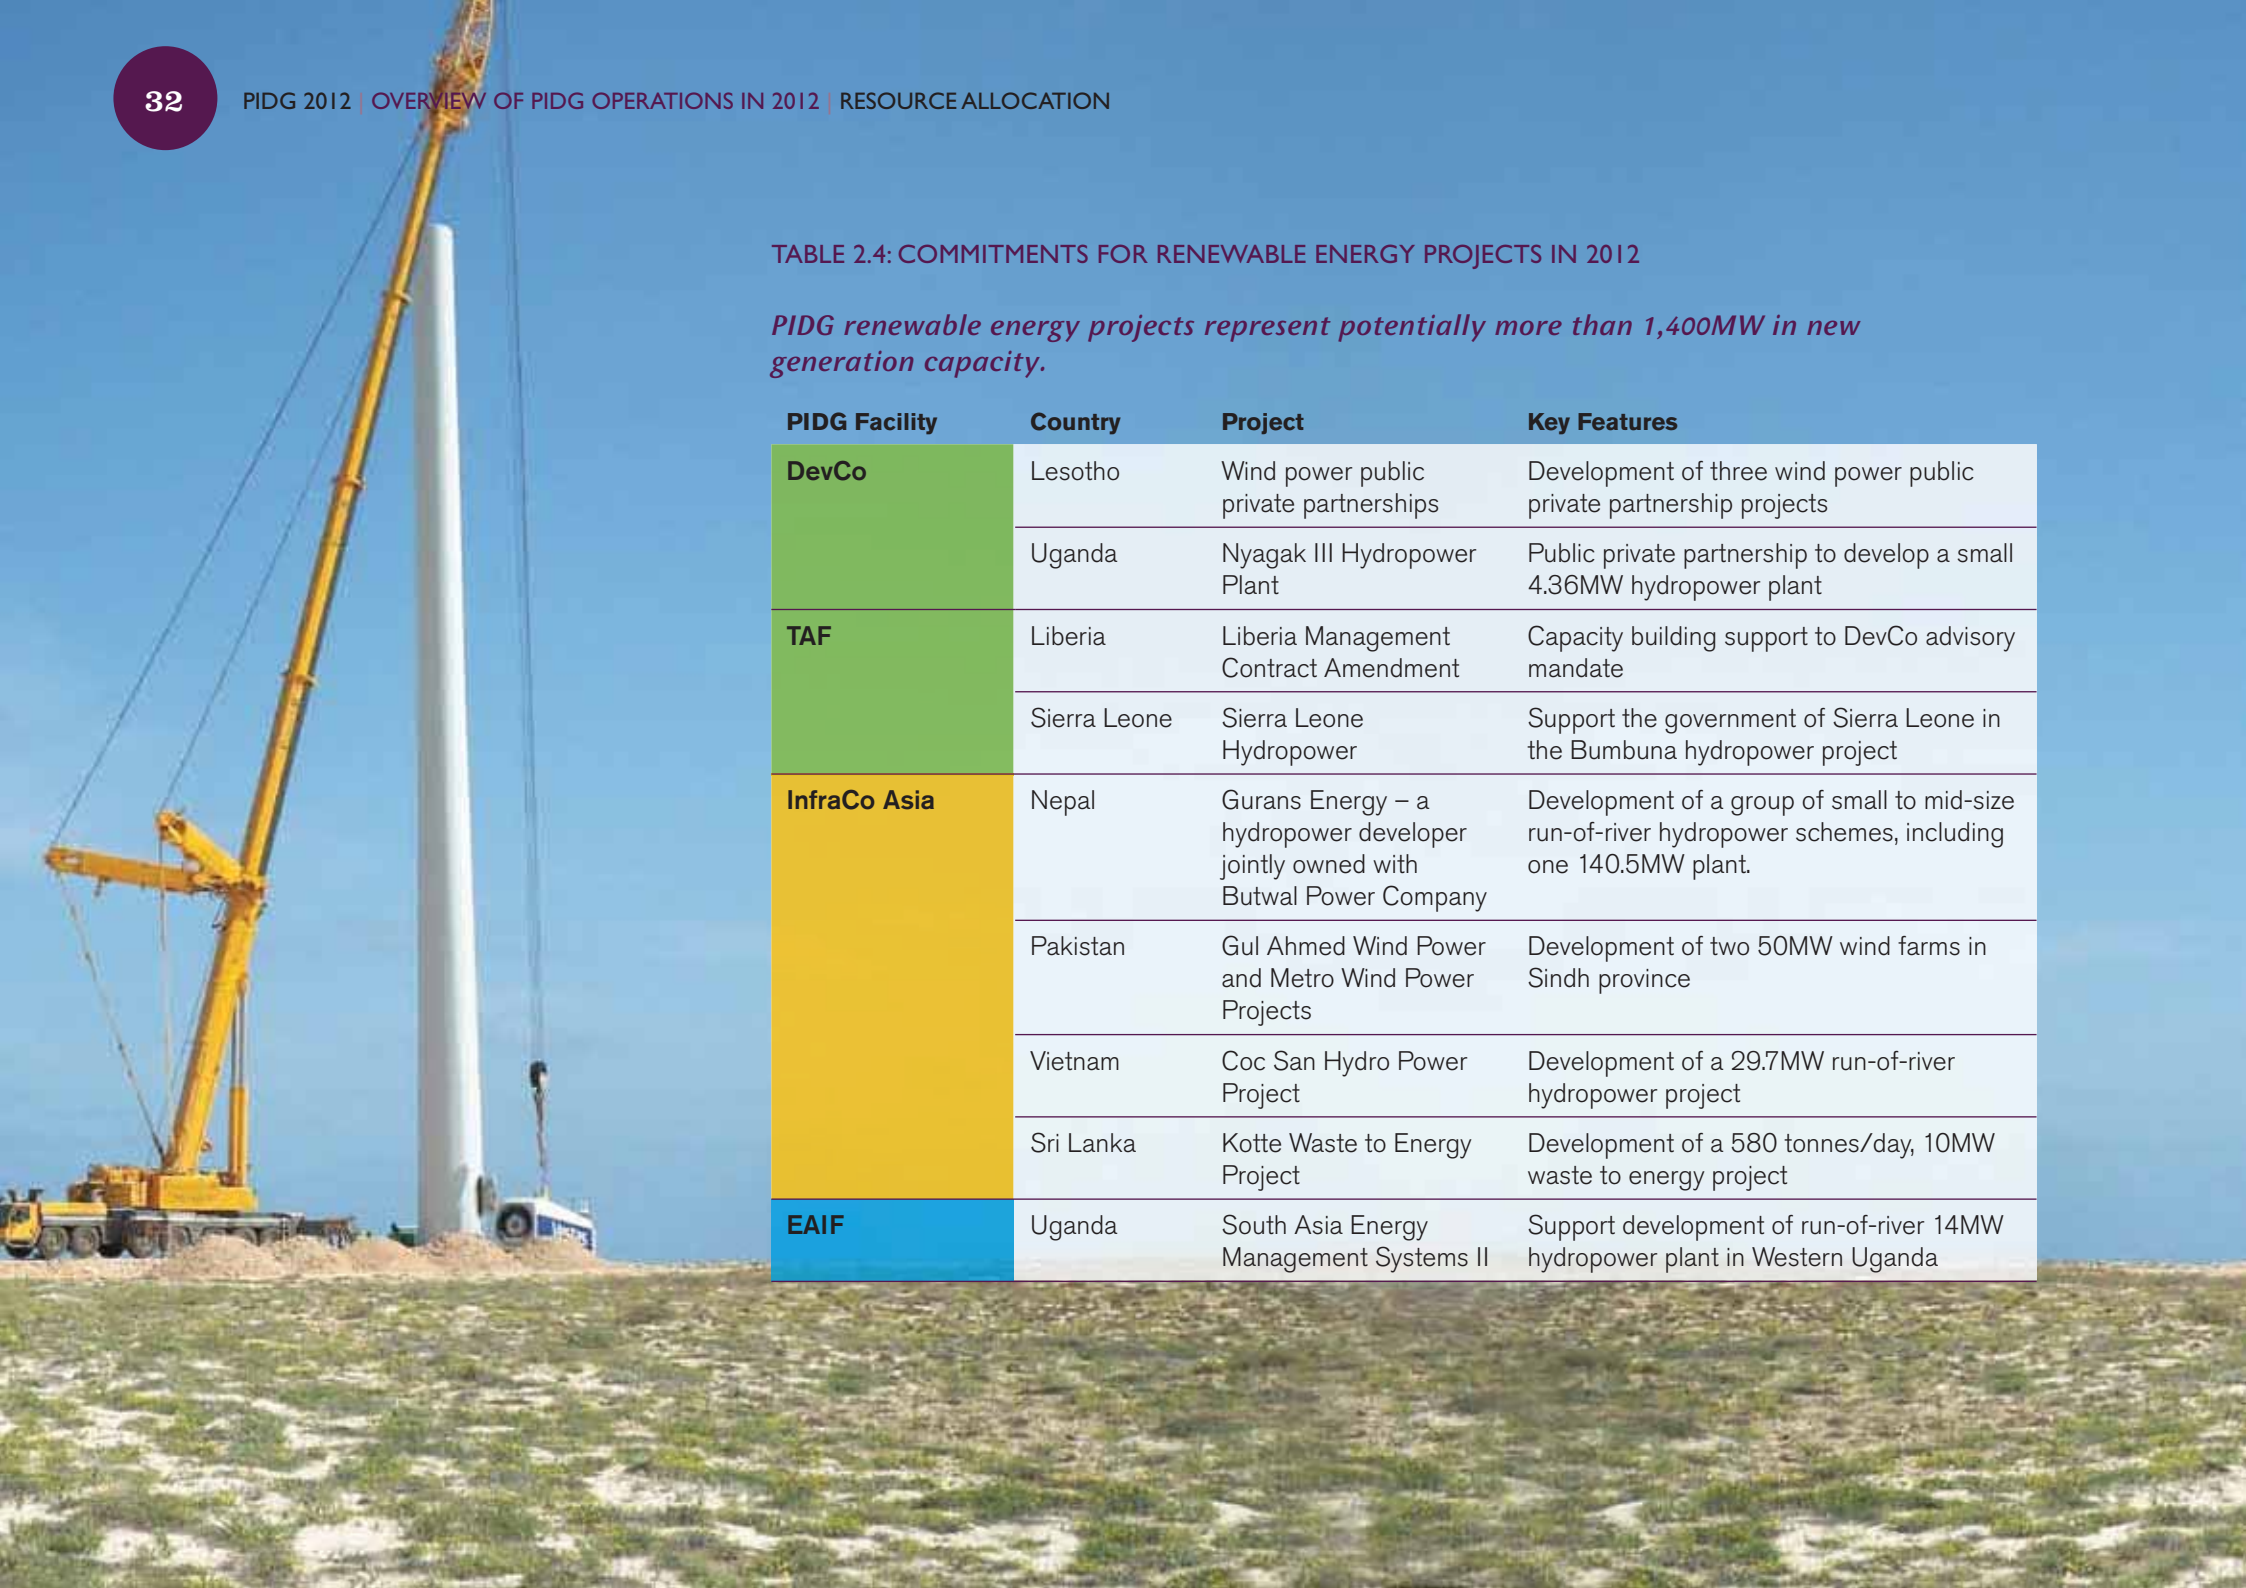 32
PIDG 2012 | OVERVIEW OF PIDG OPERATIONS IN 2012 | RESOURCE ALLOCATION
TABLE 2.4: COMMITMENTS FOR RENEWABLE ENERGY PROJECTS IN 2012
PIDG renewable energy projects represent potentially more than 1,400MW in new
generation capacity.
PIDG Facility Country Project Key Features
DevCo Lesotho Wind power public Development of three wind power public
private partnerships private partnership projects
Uganda Nyagak III Hydropower Public private partnership to develop a small
Plant 4.36MW hydropower plant
TAF Liberia Liberia Management Capacity building support to DevCo advisory
Contract Amendment mandate
Sierra Leone Sierra Leone Support the government of Sierra Leone in
Hydropower the Bumbuna hydropower project
InfraCo Asia Nepal Gurans Energy – a Development of a group of small to mid-size
hydropower developer run-of-river hydropower schemes, including
jointly owned with one 140.5MW plant.
Butwal Power Company
Pakistan Gul Ahmed Wind Power Development of two 50MW wind farms in
and Metro Wind Power Sindh province
Projects
Vietnam Coc San Hydro Power Development of a 29.7MW run-of-river
Project hydropower project
Sri Lanka Kotte Waste to Energy Development of a 580 tonnes/day, 10MW
Project waste to energy project
EAIF Uganda South Asia Energy Support development of run-of-river 14MW
Management Systems II hydropower plant in Western Uganda